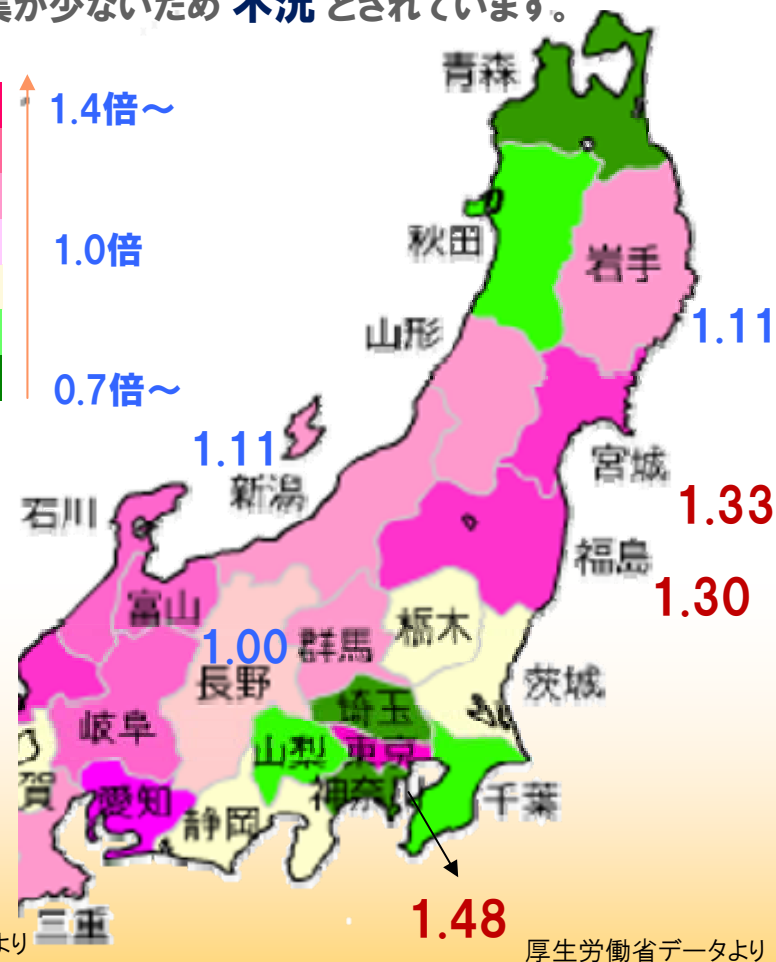 集が少ないため 不況 とされています。
青森
1.4倍～
1.0倍
秋田
岩手
山形
1.11
0.7倍～
1.11
宮城
新潟
石川
1.33
福島
1.30
富山
栃木
1.00
群馬
長野
茨城
埼玉
岐阜
山梨
東京
賀
愛知
神奈川
千葉
静岡
1.48
三重
より
厚生労働省データより